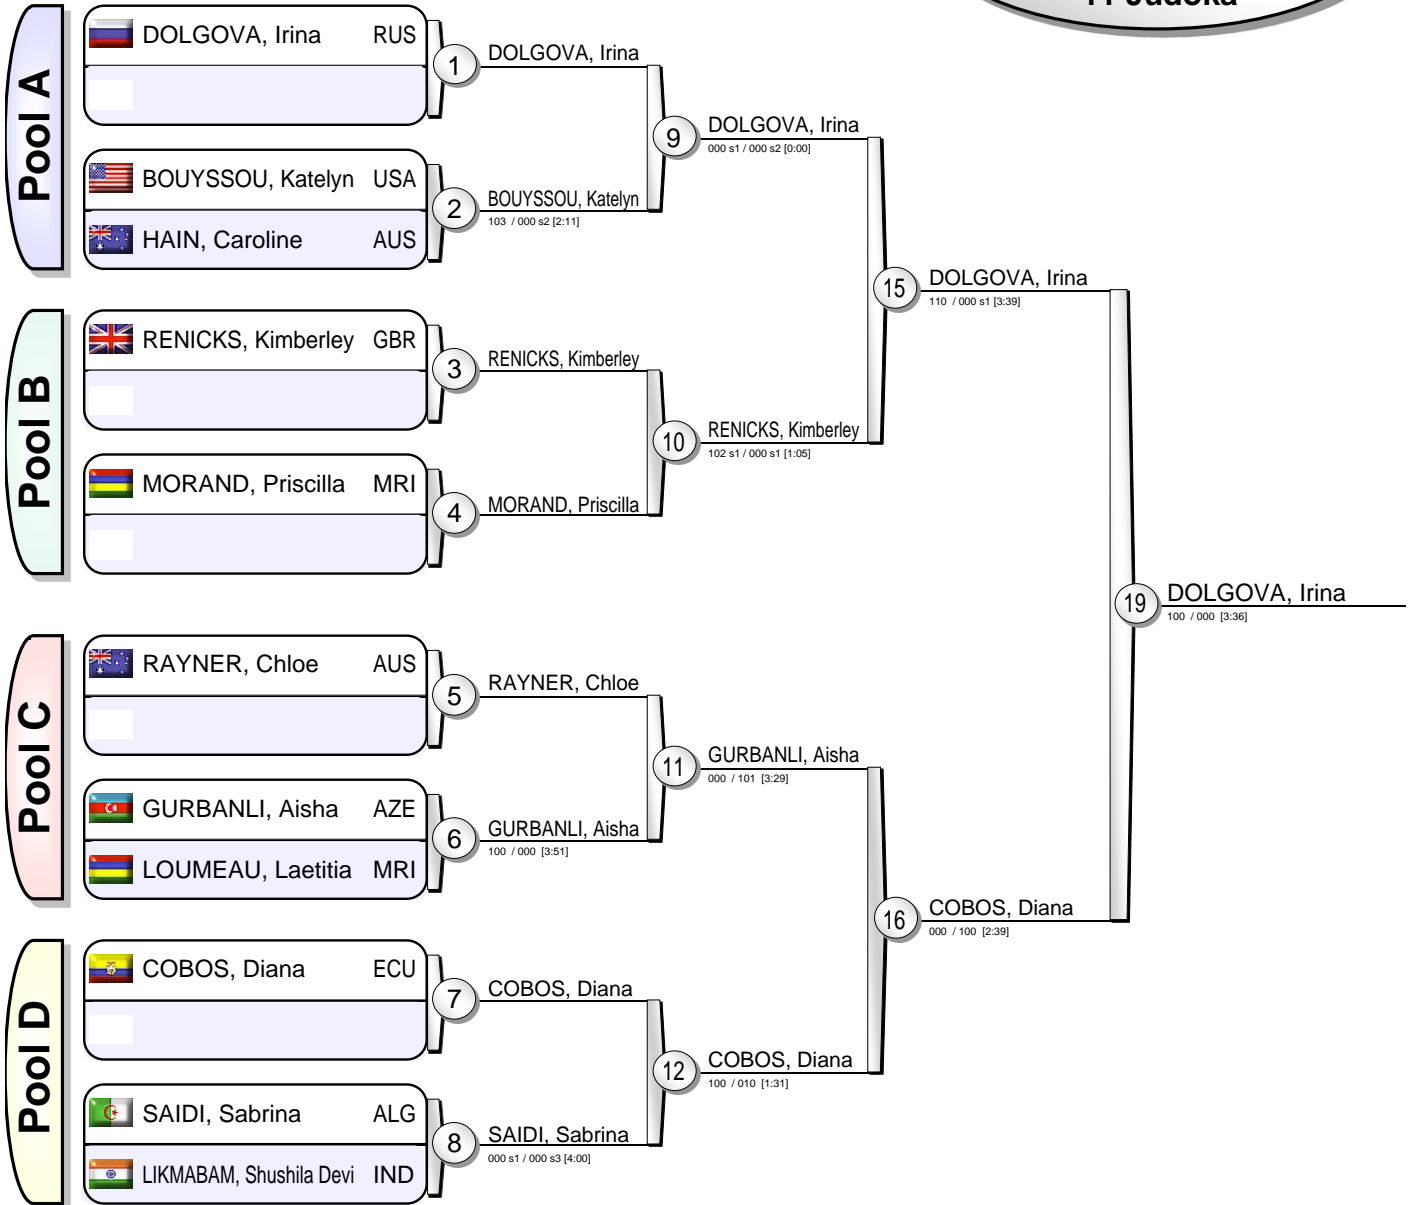 11 Judoka
Pool A
DOLGOVA, Irina RUS
1
DOLGOVA, Irina
BOUYSSOU, Katelyn USA
HAIN, Caroline AUS
2
BOUYSSOU, Katelyn
103 / 000 s2 [2:11]
9
DOLGOVA, Irina
000 s1 / 000 s2 [0:00]
Pool B
RENICKS, Kimberley GBR
3
RENICKS, Kimberley
MORAND, Priscilla MRI
4
MORAND, Priscilla
10
RENICKS, Kimberley
102 s1 / 000 s1 [1:05]
15
DOLGOVA, Irina
110 / 000 s1 [3:39]
Pool C
RAYNER, Chloe AUS
5
RAYNER, Chloe
GURBANLI, Aisha AZE
LOUMEAU, Laetitia MRI
6
GURBANLI, Aisha
100 / 000 [3:51]
11
GURBANLI, Aisha
000 / 101 [3:29]
Pool D
COBOS, Diana ECU
7
COBOS, Diana
SAIDI, Sabrina ALG
LIKMABAM, Shushila Devi IND
8
SAIDI, Sabrina
000 s1 / 000 s3 [4:00]
12
COBOS, Diana
100 / 010 [1:31]
16
COBOS, Diana
000 / 100 [2:39]
19
DOLGOVA, Irina
100 / 000 [3:36]